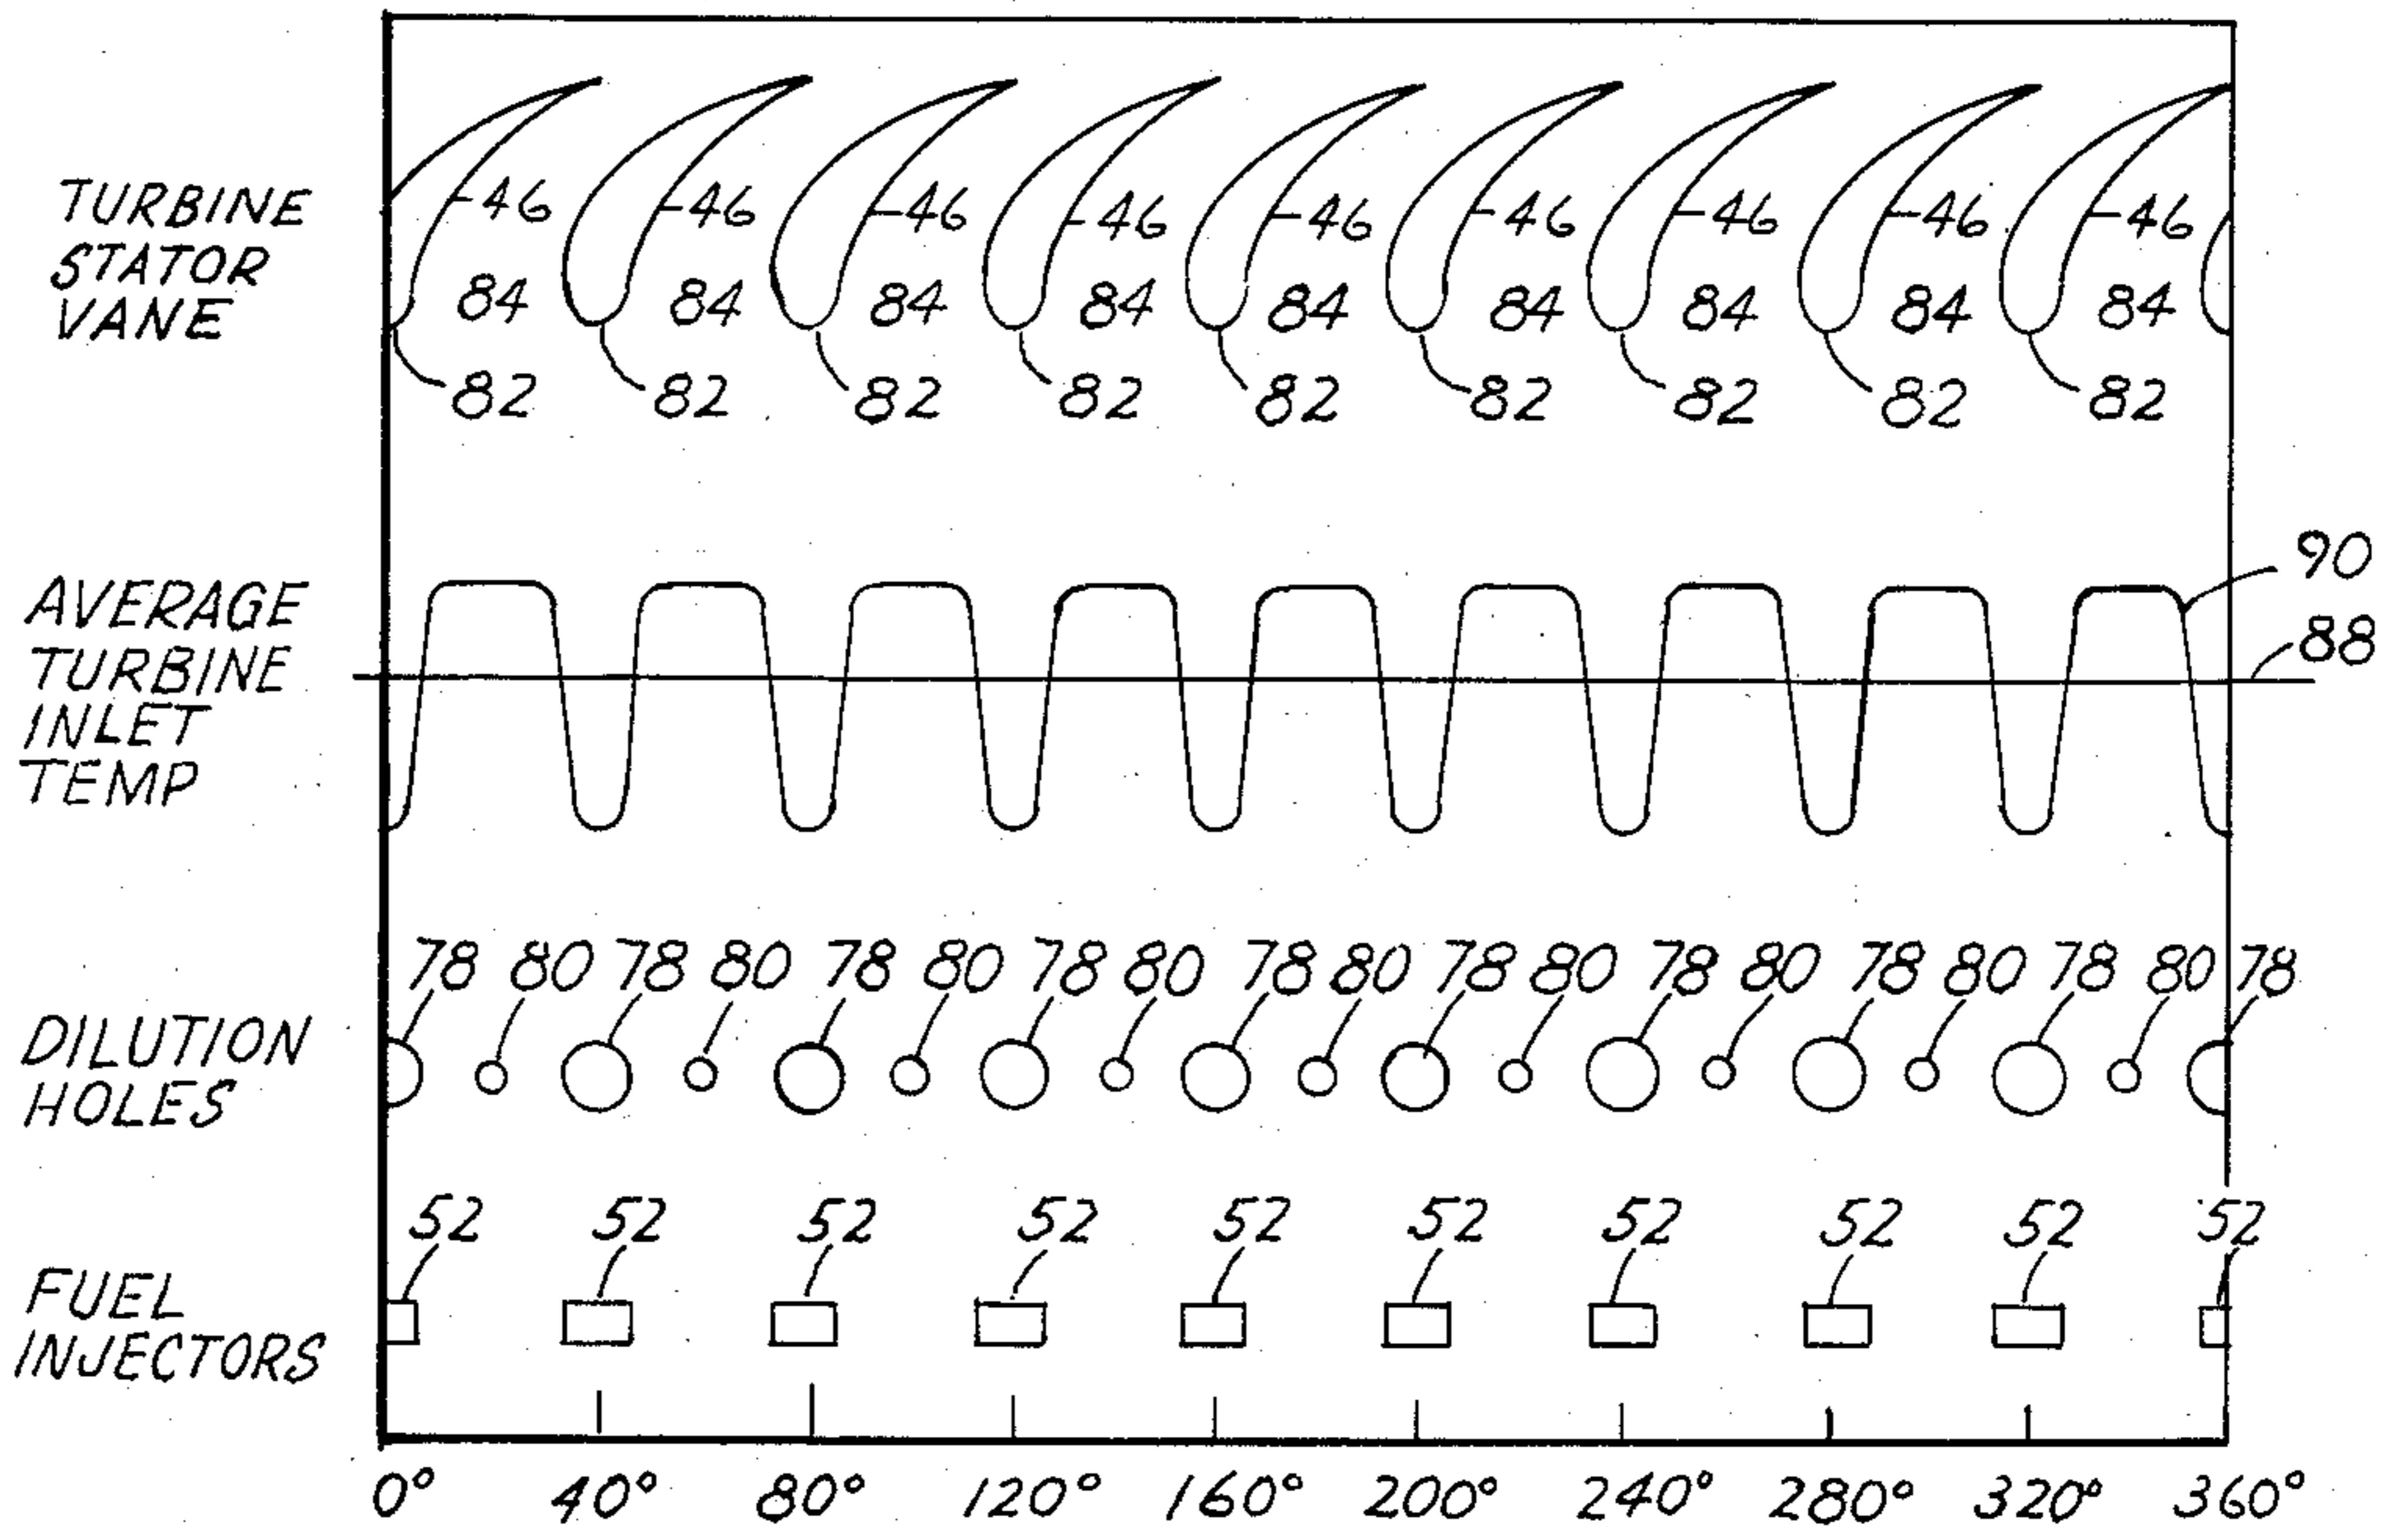 TURBINE
STATOR
VANE
46 46 46 46 46 46 46 46 46
84 84 84 84 84 84 84 84 84
82 82 82 82 82 82 82 82 82
AVERAGE
TURBINE
INLET
TEMP
90
88
78 80 78 80 78 80 78 80 78 80 78 80 78 80 78 80 78 80 78
DILUTION
HOLES
52 52 52 52 52 52 52 52 52 52
FUEL
INJECTORS
0° 40° 80° 120° 160° 200° 240° 280° 320° 360°